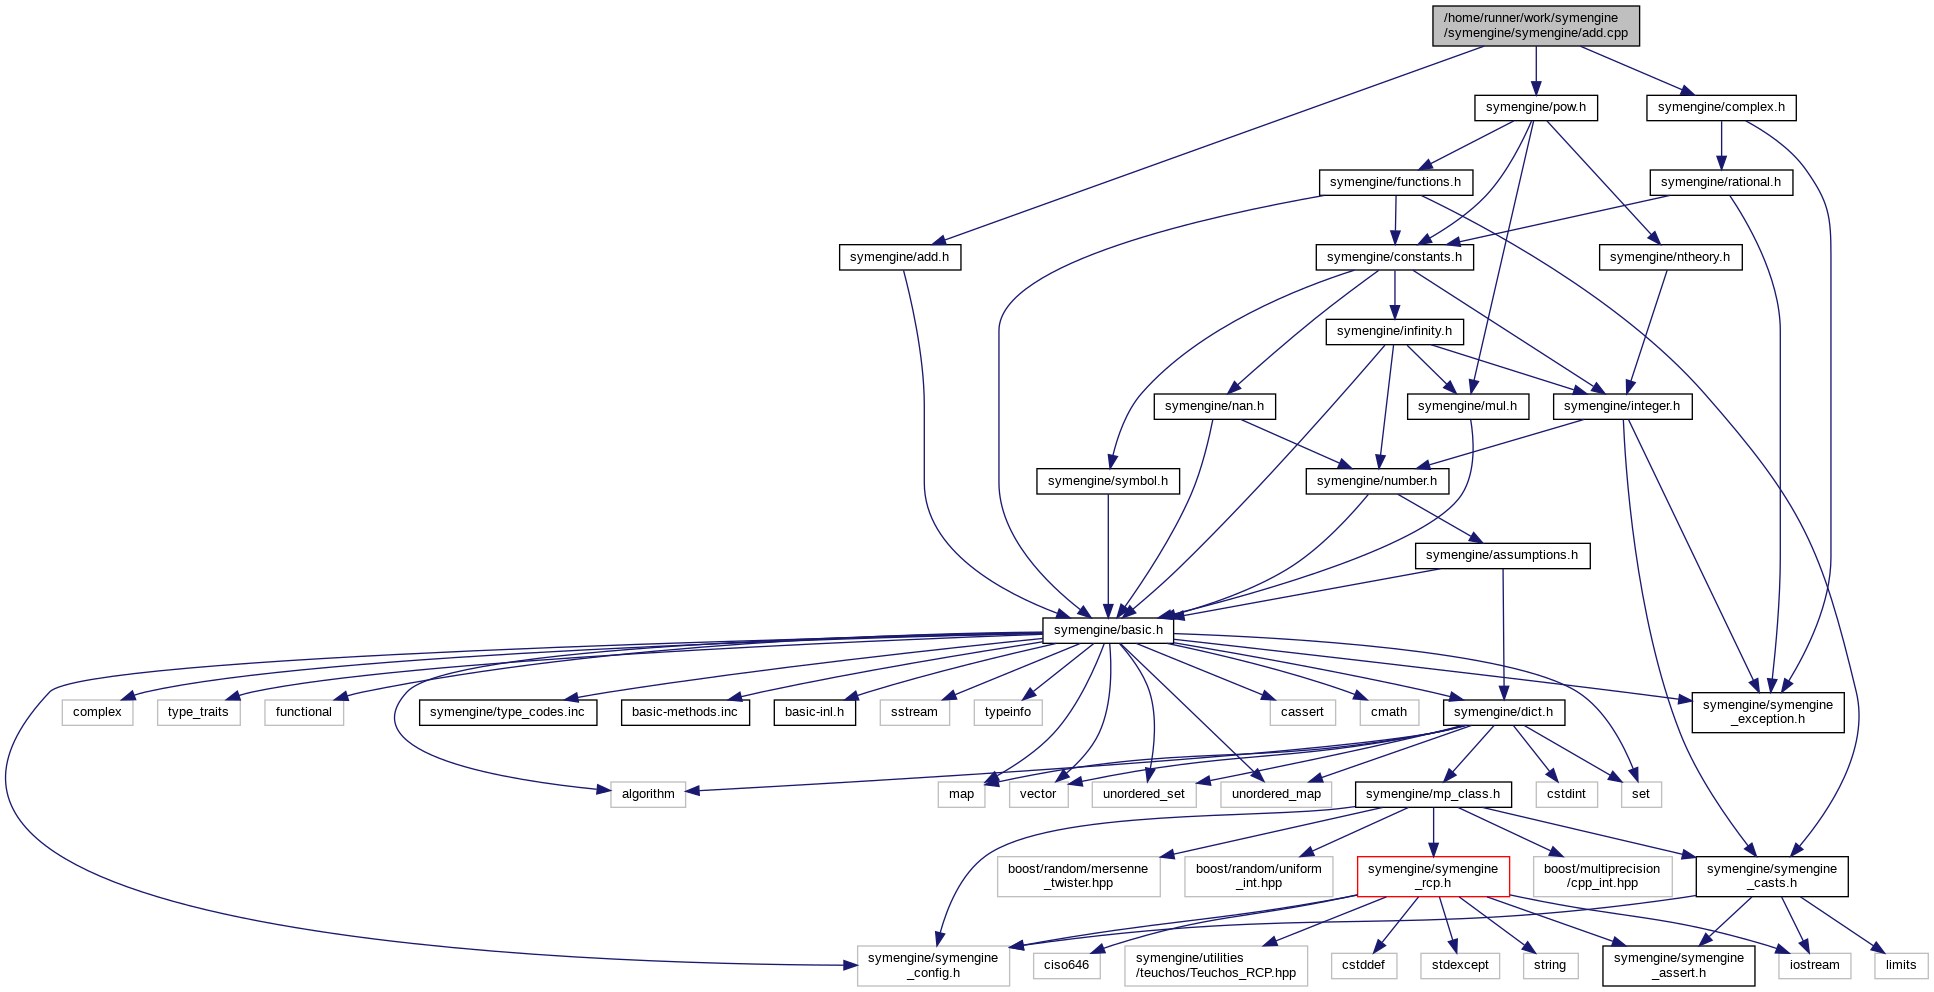 /home/runner/work/symengine
/symengine/symengine/add.cpp
symengine/pow.h
symengine/complex.h
symengine/functions.h
symengine/rational.h
symengine/add.h
symengine/constants.h
symengine/ntheory.h
symengine/infinity.h
symengine/nan.h
symengine/mul.h
symengine/integer.h
symengine/symbol.h
symengine/number.h
symengine/assumptions.h
symengine/basic.h
complex
type_traits
functional
symengine/type_codes.inc
basic-methods.inc
basic-inl.h
sstream
typeinfo
cassert
cmath
symengine/dict.h
symengine/symengine
_exception.h
algorithm
map
vector
unordered_set
unordered_map
symengine/mp_class.h
cstdint
set
boost/random/mersenne
_twister.hpp
boost/random/uniform
_int.hpp
symengine/symengine
_rcp.h
boost/multiprecision
/cpp_int.hpp
symengine/symengine
_casts.h
symengine/symengine
_config.h
ciso646
symengine/utilities
/teuchos/Teuchos_RCP.hpp
cstddef
stdexcept
string
symengine/symengine
_assert.h
iostream
limits